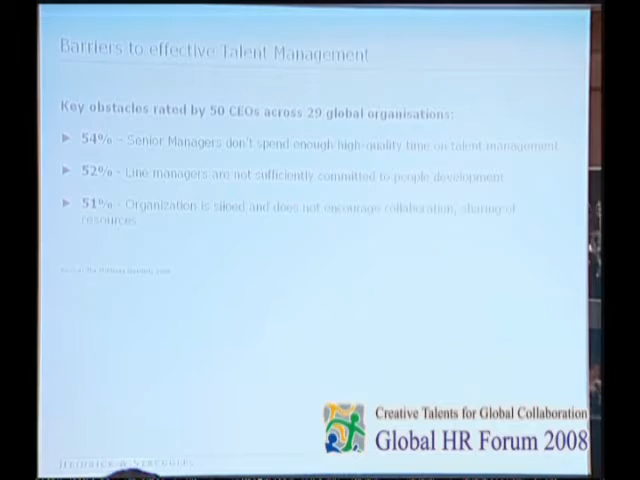 Barriers to effective Talent Management
Key obstacles rated by 50 CEOs across 29 global organisations:
54% – Senior Managers don't spend enough high-quality time on talent management
52% - Line managers are not sufficiently committed to people development
51% - Organization is siloed and does not encourage collaboration, sharing of
resources
Creative Talents for Global Collaboration
Global HR Forum 2008
HEIDRICK & STRUGGLES